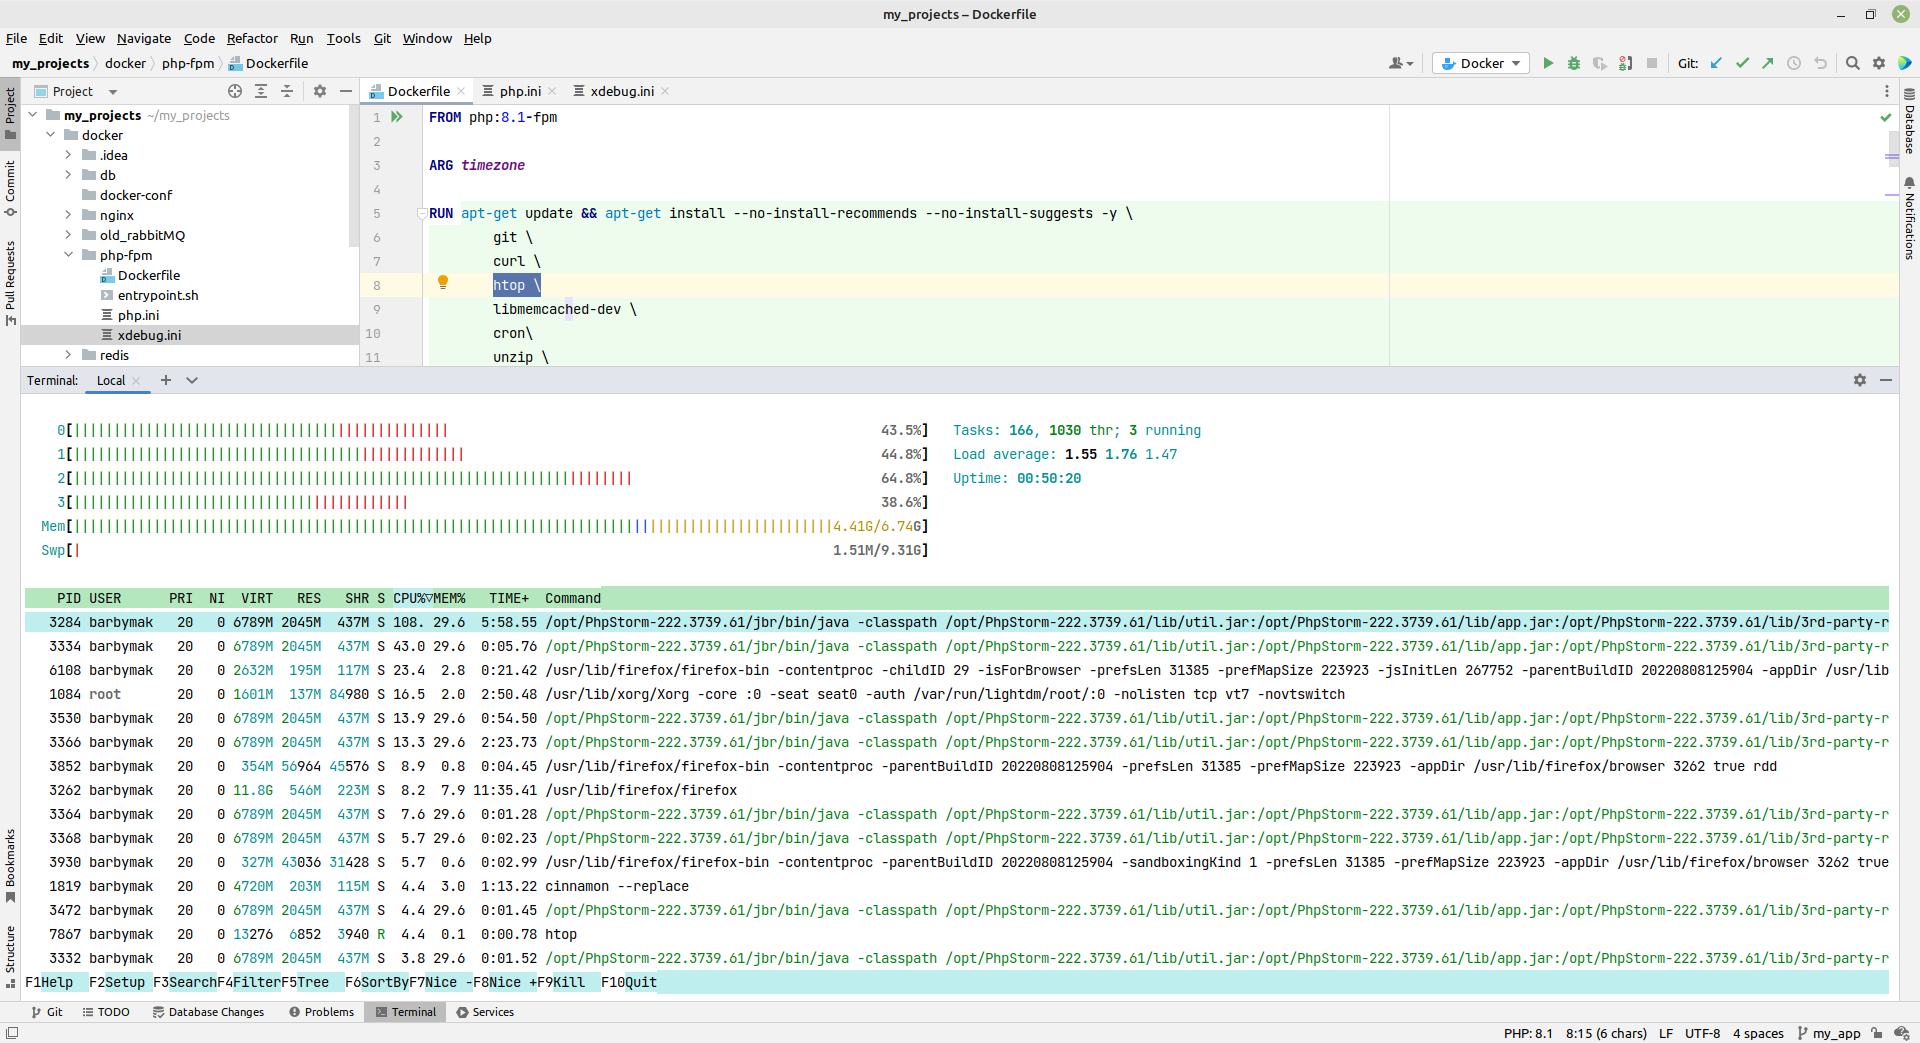 my_projects – Dockerfile
File Edit View Navigate Code Refactor Run Tools Git Window Help
my_projects docker php-fpm Dockerfile
Docker
Git:
Project
Dockerfile php.ini xdebug.ini
my_projects ~/my_projects
docker
.idea
db
docker-conf
nginx
old_rabbitMQ
php-fpm
Dockerfile
entrypoint.sh
php.ini
xdebug.ini
redis
1 FROM php:8.1-fpm
2
3 ARG timezone
4
5 RUN apt-get update && apt-get install --no-install-recommends --no-install-suggests -y \
6 git \
7 curl \
8 htop \
9 libmemcached-dev \
10 cron\
11 unzip \
Project
Commit
Pull Requests
Bookmarks
Structure
Database
Notifications
Terminal: Local
0[ 43.5%] Tasks: 166, 1030 thr; 3 running
1[ 44.8%] Load average: 1.55 1.76 1.47
2[ 64.8%] Uptime: 00:50:20
3[ 38.6%]
Mem[ 4.41G/6.74G]
Swp[ 1.51M/9.31G]
PID USER PRI NI VIRT RES SHR S CPU%▽MEM% TIME+ Command
3284 barbymak 20 0 6789M 2045M 437M S 108. 29.6 5:58.55 /opt/PhpStorm-222.3739.61/jbr/bin/java -classpath /opt/PhpStorm-222.3739.61/lib/util.jar:/opt/PhpStorm-222.3739.61/lib/app.jar:/opt/PhpStorm-222.3739.61/lib/3rd-party-r
3334 barbymak 20 0 6789M 2045M 437M S 43.0 29.6 0:05.76 /opt/PhpStorm-222.3739.61/jbr/bin/java -classpath /opt/PhpStorm-222.3739.61/lib/util.jar:/opt/PhpStorm-222.3739.61/lib/app.jar:/opt/PhpStorm-222.3739.61/lib/3rd-party-r
6108 barbymak 20 0 2632M 195M 117M S 23.4 2.8 0:21.42 /usr/lib/firefox/firefox-bin -contentproc -childID 29 -isForBrowser -prefsLen 31385 -prefMapSize 223923 -jsInitLen 267752 -parentBuildID 20220808125904 -appDir /usr/lib
1084 root 20 0 1601M 137M 84980 S 16.5 2.0 2:50.48 /usr/lib/xorg/Xorg -core :0 -seat seat0 -auth /var/run/lightdm/root/:0 -nolisten tcp vt7 -novtswitch
3530 barbymak 20 0 6789M 2045M 437M S 13.9 29.6 0:54.50 /opt/PhpStorm-222.3739.61/jbr/bin/java -classpath /opt/PhpStorm-222.3739.61/lib/util.jar:/opt/PhpStorm-222.3739.61/lib/app.jar:/opt/PhpStorm-222.3739.61/lib/3rd-party-r
3366 barbymak 20 0 6789M 2045M 437M S 13.3 29.6 2:23.73 /opt/PhpStorm-222.3739.61/jbr/bin/java -classpath /opt/PhpStorm-222.3739.61/lib/util.jar:/opt/PhpStorm-222.3739.61/lib/app.jar:/opt/PhpStorm-222.3739.61/lib/3rd-party-r
3852 barbymak 20 0 354M 56964 45576 S 8.9 0.8 0:04.45 /usr/lib/firefox/firefox-bin -contentproc -parentBuildID 20220808125904 -prefsLen 31385 -prefMapSize 223923 -appDir /usr/lib/firefox/browser 3262 true rdd
3262 barbymak 20 0 11.8G 546M 223M S 8.2 7.9 11:35.41 /usr/lib/firefox/firefox
3364 barbymak 20 0 6789M 2045M 437M S 7.6 29.6 0:01.28 /opt/PhpStorm-222.3739.61/jbr/bin/java -classpath /opt/PhpStorm-222.3739.61/lib/util.jar:/opt/PhpStorm-222.3739.61/lib/app.jar:/opt/PhpStorm-222.3739.61/lib/3rd-party-r
3368 barbymak 20 0 6789M 2045M 437M S 5.7 29.6 0:02.23 /opt/PhpStorm-222.3739.61/jbr/bin/java -classpath /opt/PhpStorm-222.3739.61/lib/util.jar:/opt/PhpStorm-222.3739.61/lib/app.jar:/opt/PhpStorm-222.3739.61/lib/3rd-party-r
3930 barbymak 20 0 327M 43036 31428 S 5.7 0.6 0:02.99 /usr/lib/firefox/firefox-bin -contentproc -parentBuildID 20220808125904 -sandboxingKind 1 -prefsLen 31385 -prefMapSize 223923 -appDir /usr/lib/firefox/browser 3262 true
1819 barbymak 20 0 4720M 203M 115M S 4.4 3.0 1:13.22 cinnamon --replace
3472 barbymak 20 0 6789M 2045M 437M S 4.4 29.6 0:01.45 /opt/PhpStorm-222.3739.61/jbr/bin/java -classpath /opt/PhpStorm-222.3739.61/lib/util.jar:/opt/PhpStorm-222.3739.61/lib/app.jar:/opt/PhpStorm-222.3739.61/lib/3rd-party-r
7867 barbymak 20 0 13276 6852 3940 R 4.4 0.1 0:00.78 htop
3332 barbymak 20 0 6789M 2045M 437M S 3.8 29.6 0:01.52 /opt/PhpStorm-222.3739.61/jbr/bin/java -classpath /opt/PhpStorm-222.3739.61/lib/util.jar:/opt/PhpStorm-222.3739.61/lib/app.jar:/opt/PhpStorm-222.3739.61/lib/3rd-party-r
F1Help F2Setup F3SearchF4FilterF5Tree F6SortByF7Nice -F8Nice +F9Kill F10Quit
Git TODO Database Changes Problems Terminal Services
PHP: 8.1 8:15 (6 chars) LF UTF-8 4 spaces my_app